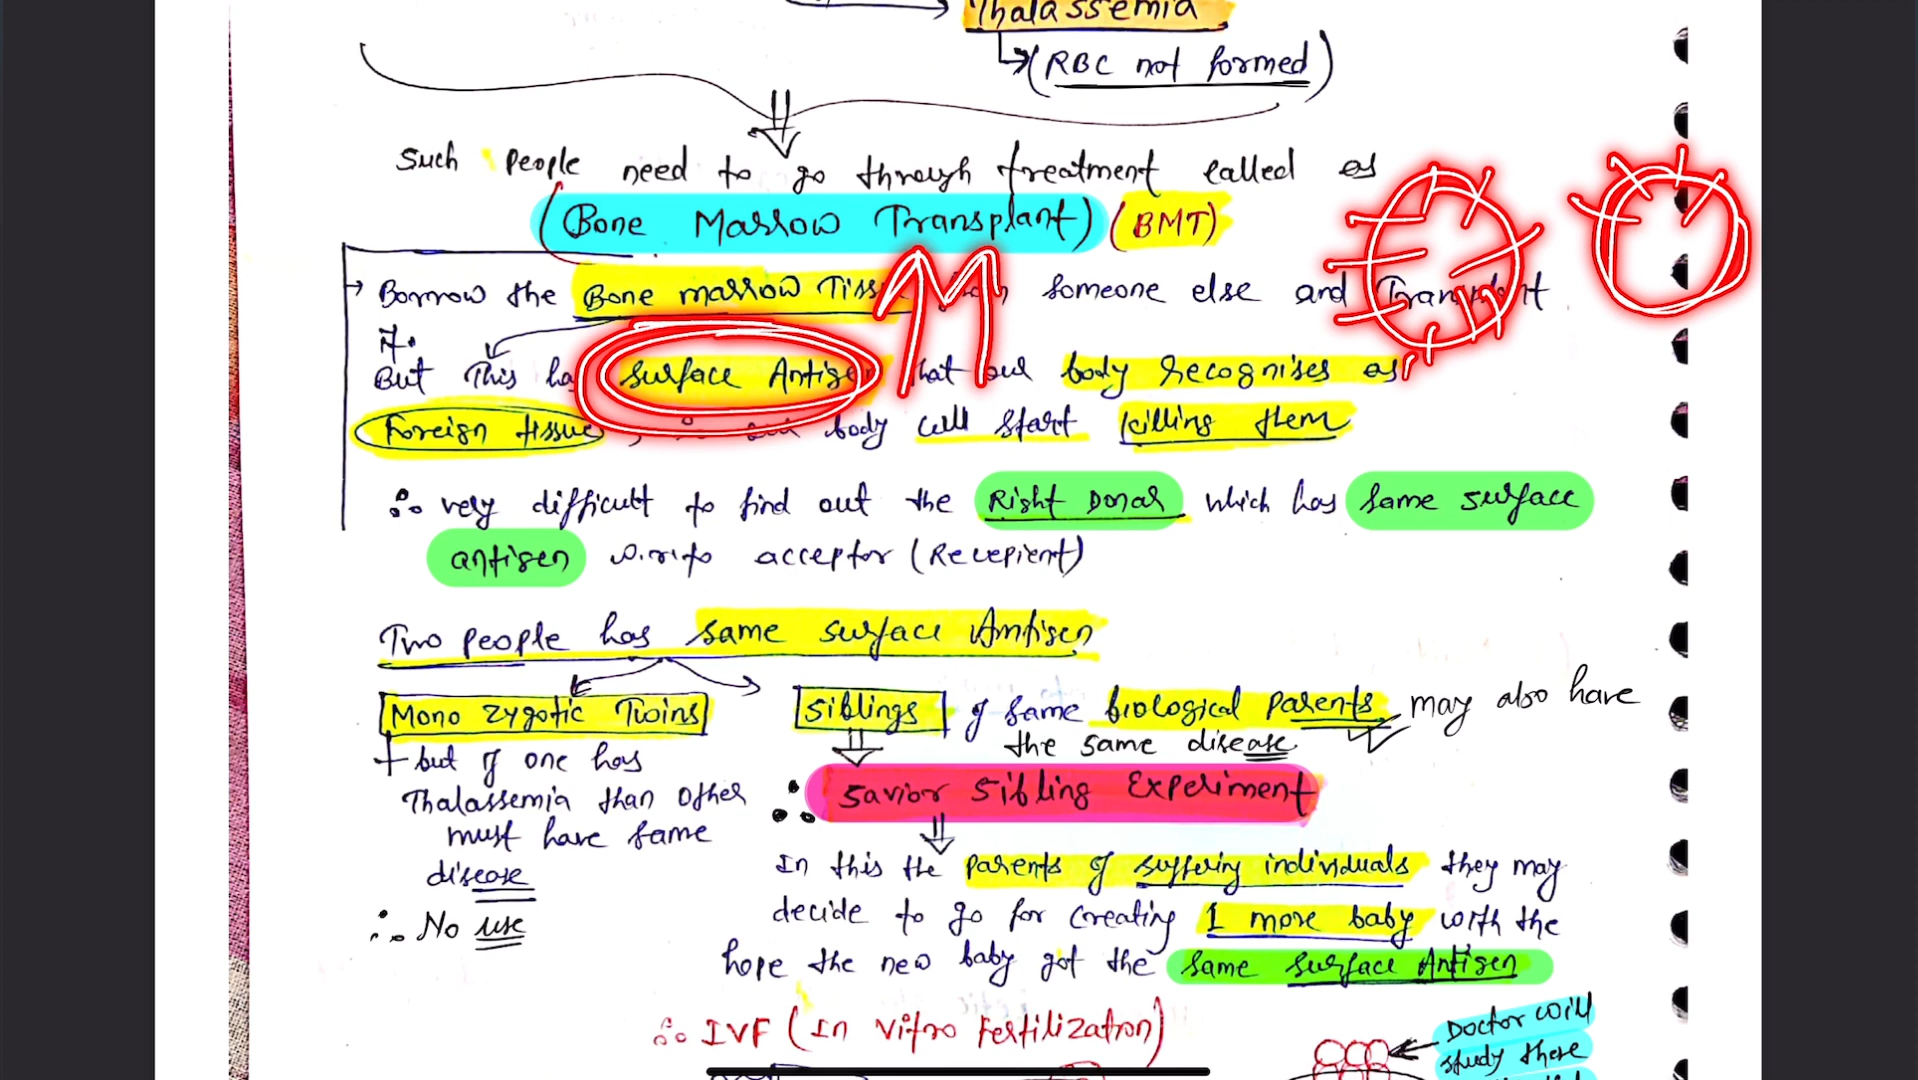 Thalassemia
(RBC not formed)
Such People need to go through treatment called as
(Bone Marrow Transplant) (BMT)
Borrow the Bone marrow Tiss someone else and
it.
But This ha Surface Antige that our body recognises as
Foreign tissue, body cell start killing them
∴ very difficult to find out the Right Donar which has same surface
antigen w.r.to acceptor (Recepient)
Two people has same surface Antigen
Mono zygotic Twins
but if one has
Thalassemia than other
must have same
disease
∴ No use
Siblings of same biological parents may also have
the same disease
∴ Savior Sibling Experiment
In this the parents of suffering individuals they may
decide to go for creating 1 more baby with the
hope the new baby got the same surface Antigen
∴ IVF (In Vitro Fertilization)
Doctor will
study there